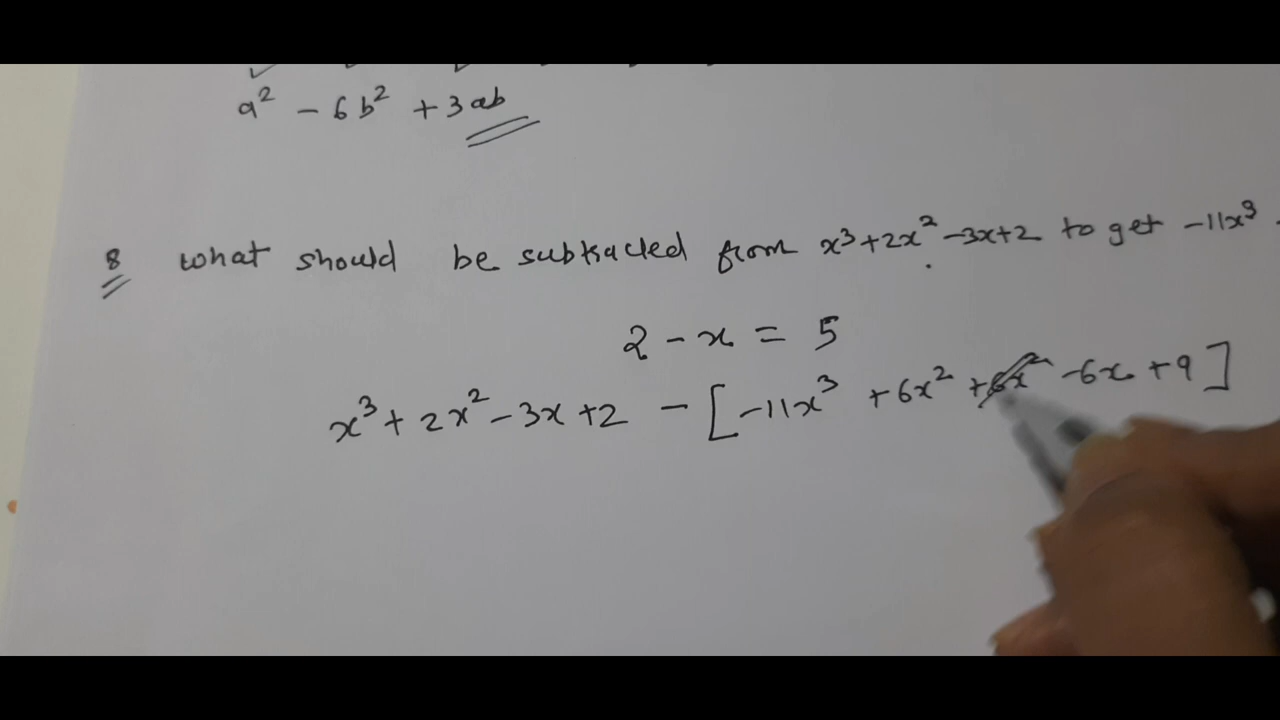 a² - 6b² + 3ab
8 what should be subtracted from x³+2x²-3x+2 to get -11x³
2 - x = 5
x³ + 2x² - 3x + 2 - [-11x³ + 6x² + 6x² - 6x + 9]